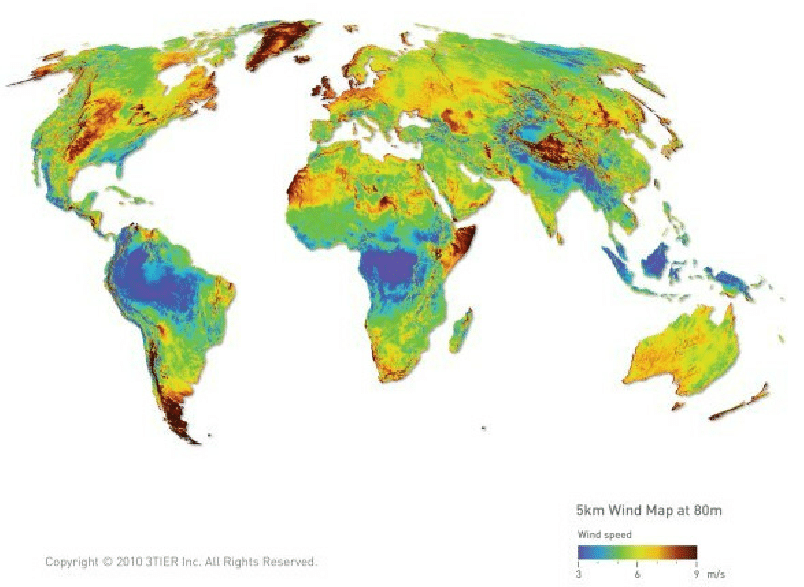 5km Wind Map at 80m
Wind speed
3 6 9 m/s
Copyright © 2010 3TIER Inc. All Rights Reserved.